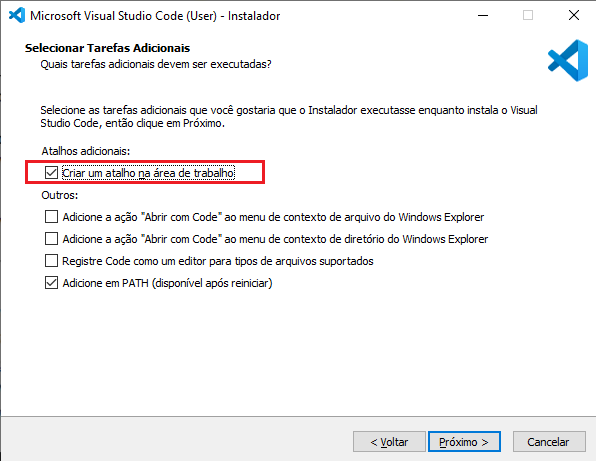 Microsoft Visual Studio Code (User) - Instalador
Selecionar Tarefas Adicionais
Quais tarefas adicionais devem ser executadas?
Selecione as tarefas adicionais que você gostaria que o Instalador executasse enquanto instala o Visual
Studio Code, então clique em Próximo.
Atalhos adicionais:
Criar um atalho na área de trabalho
Outros:
Adicione a ação "Abrir com Code" ao menu de contexto de arquivo do Windows Explorer
Adicione a ação "Abrir com Code" ao menu de contexto de diretório do Windows Explorer
Registre Code como um editor para tipos de arquivos suportados
Adicione em PATH (disponível após reiniciar)
< Voltar
Próximo >
Cancelar